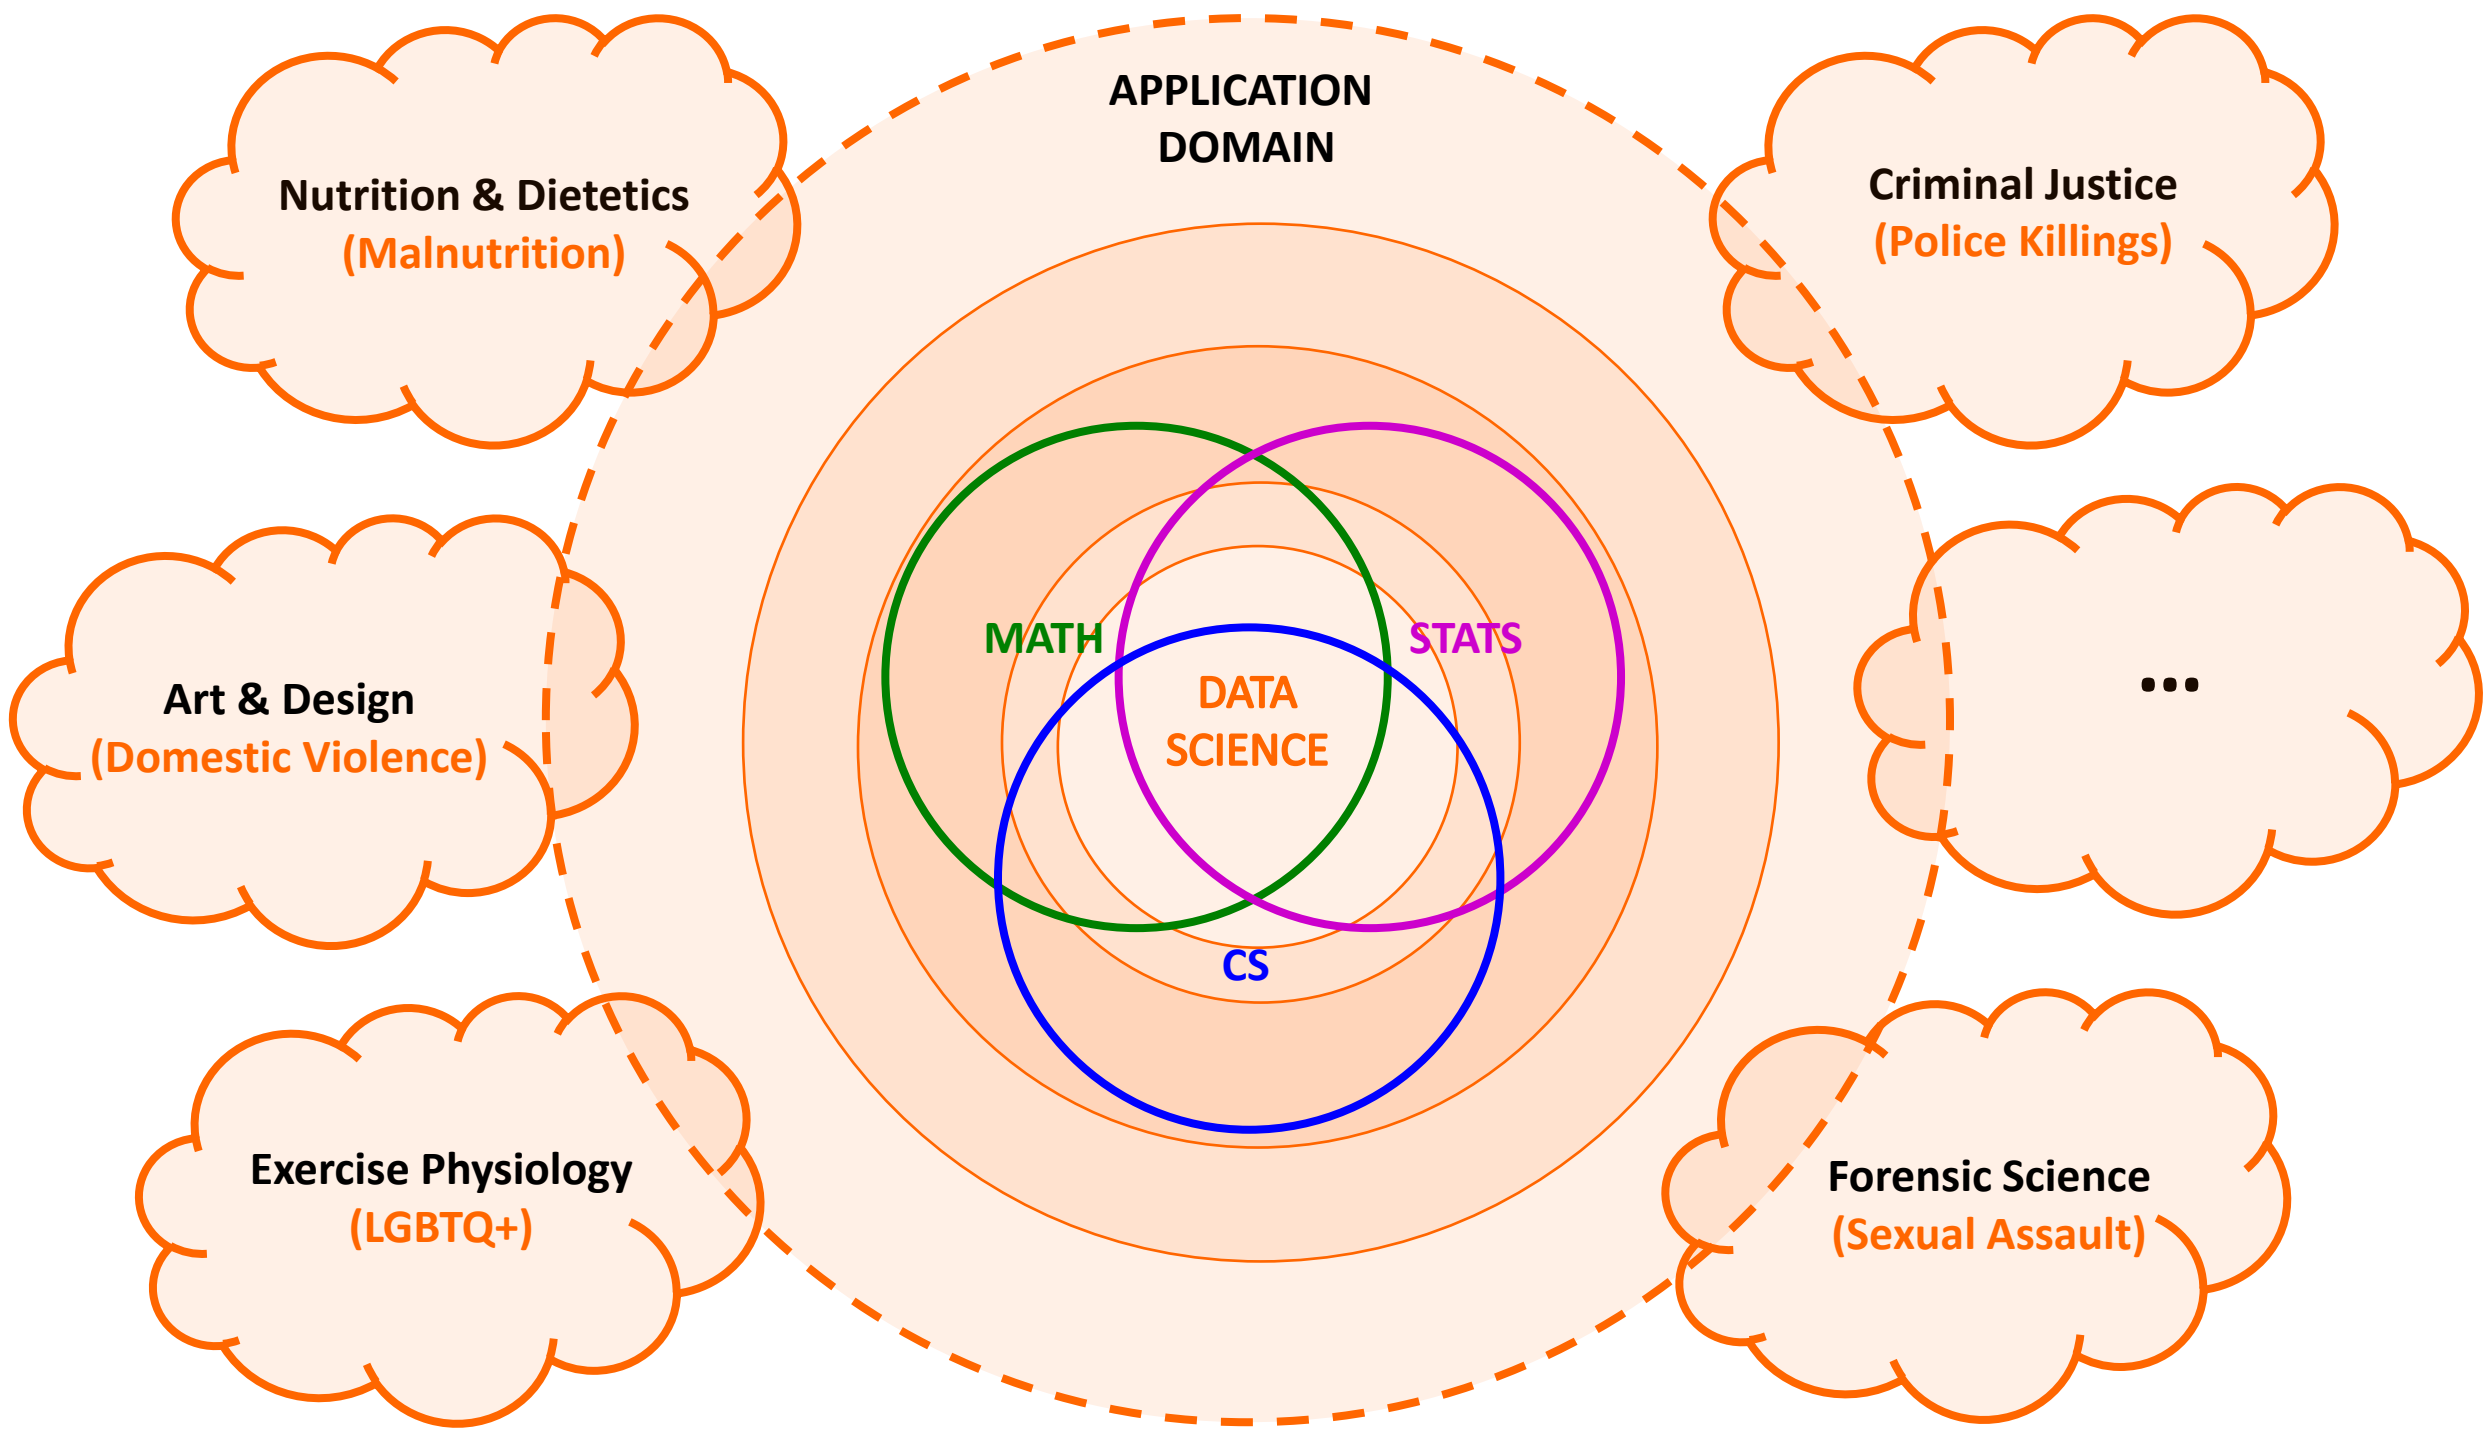 APPLICATION
DOMAIN
Nutrition & Dietetics
(Malnutrition)
Criminal Justice
(Police Killings)
MATH
STATS
DATA
SCIENCE
CS
Art & Design
(Domestic Violence)
...
Exercise Physiology
(LGBTQ+)
Forensic Science
(Sexual Assault)